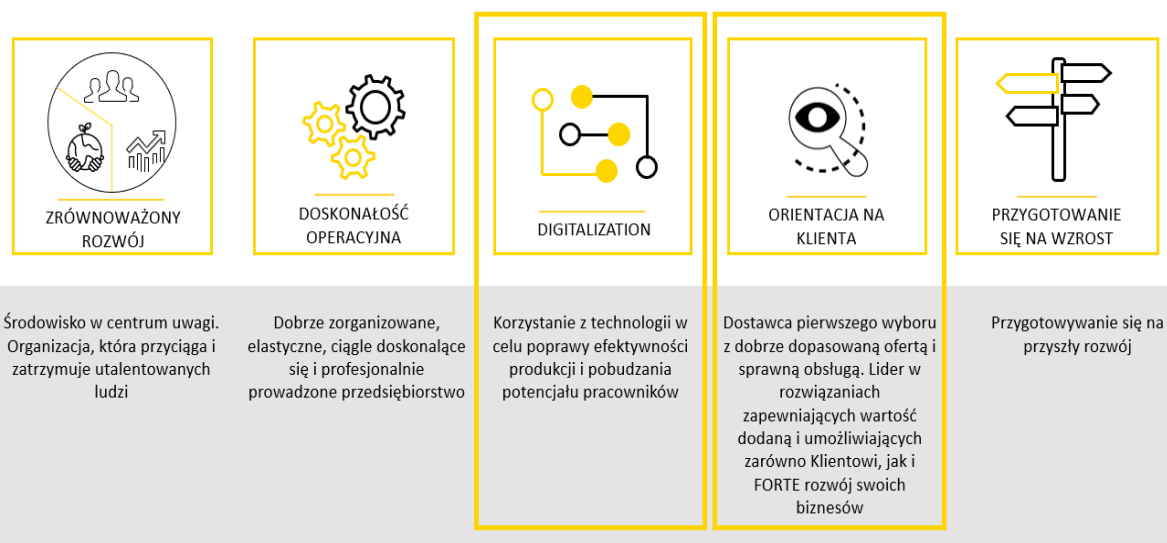 ZRÓWNOWAŻONY
ROZWÓJ
Środowisko w centrum uwagi.
Organizacja, która przyciąga i
zatrzymuje utalentowanych
ludzi
DOSKONAŁOŚĆ
OPERACYJNA
Dobrze zorganizowane,
elastyczne, ciągle doskonalące
się i profesjonalnie
prowadzone przedsiębiorstwo
DIGITALIZATION
Korzystanie z technologii w
celu poprawy efektywności
produkcji i pobudzania
potencjału pracowników
ORIENTACJA NA
KLIENTA
Dostawca pierwszego wyboru
z dobrze dopasowaną ofertą i
sprawną obsługą. Lider w
rozwiązaniach
zapewniających wartość
dodaną i umożliwiających
zarówno Klientowi, jak i
FORTE rozwój swoich
biznesów
PRZYGOTOWANIE
SIĘ NA WZROST
Przygotowywanie się na
przyszły rozwój